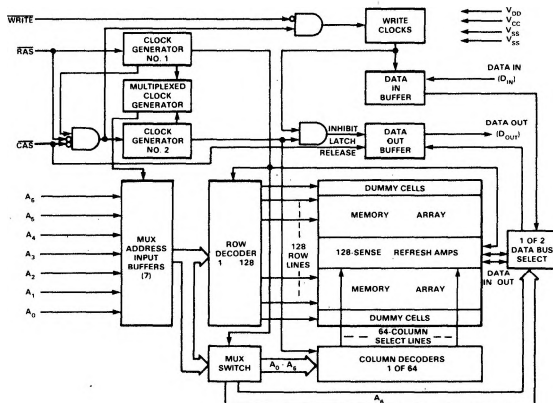 WRITE
RAS
CAS
CLOCK
GENERATOR
NO. 1
MULTIPLEXED
CLOCK
GENERATOR
CLOCK
GENERATOR
NO. 2
WRITE
CLOCKS
VDD
VCC
VSS
VSS
DATA
IN
BUFFER
DATA IN
(DIN)
INHIBIT
LATCH
RELEASE
DATA
OUT
BUFFER
DATA OUT
(DOUT)
A6
A5
A4
A3
A2
A1
A0
MUX
ADDRESS
INPUT
BUFFERS
(7)
ROW
DECODER
1 128
128
ROW
LINES
DUMMY CELLS
MEMORY ARRAY
128-SENSE REFRESH AMPS
MEMORY ARRAY
DUMMY CELLS
1 OF 2
DATA BUS
SELECT
DATA
IN OUT
64-COLUMN
SELECT LINES
MUX
SWITCH
A0 - A6
COLUMN DECODERS
1 OF 64